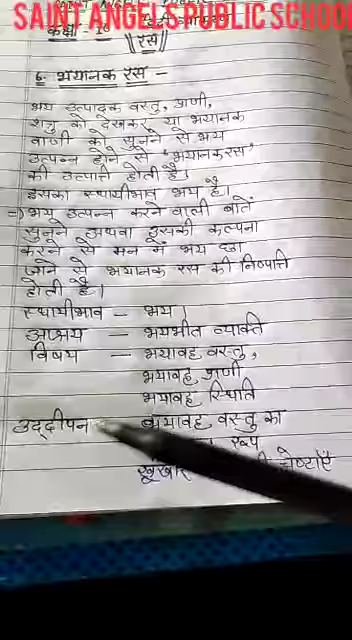 SAINT ANGELS PUBLIC SCHOOL
कक्षा - 10
॥ रस ॥
6. भयानक रस -
भय उत्पादक वस्तु, प्राणी,
शत्रु को देखकर या भयानक
वाणी को सुनने से भय
उत्पन्न होने से 'भयानक रस'
की उत्पत्ति होती है।
इसका स्थायीभाव भय है।
=> भय उत्पन्न करने वाली बातें
सुनने अथवा उसकी कल्पना
करने से मन में भय छा
जाने से भयानक रस की निष्पत्ति
होती है।
स्थायीभाव - भय।
आश्रय - भयभीत व्यक्ति
विषय - भयावह वस्तु,
भयावह प्राणी
भयावह स्थिति
उद्दीपन भयावह वस्तु का
रूप
खूंखार चेष्टाएँ